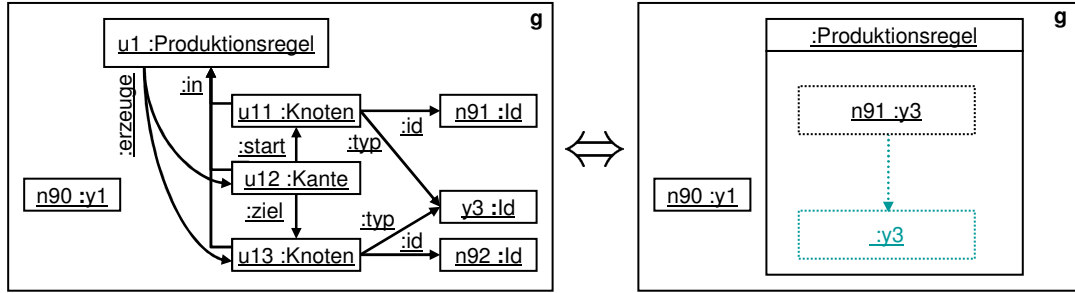 g
u1 :Produktionsregel
:erzeuge
:in
u11 :Knoten
:id
n91 :Id
:start
:typ
u12 :Kante
n90 :y1
:ziel
:typ
y3 :Id
:id
u13 :Knoten
n92 :Id
g
:Produktionsregel
n91 :y3
n90 :y1
:y3